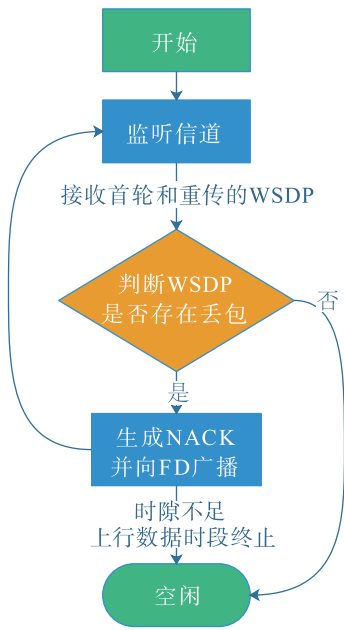 开始
监听信道
接收首轮和重传的WSDP
判断WSDP
是否存在丢包
否
是
生成NACK
并向FD广播
时隙不足
上行数据时段终止
空闲